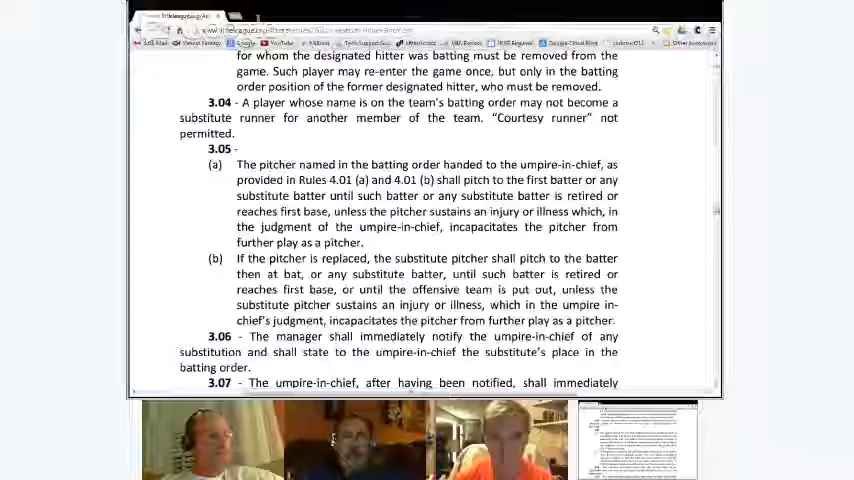 for whom the designated hitter was batting must be removed from the
game. Such player may re-enter the game once, but only in the batting
order position of the former designated hitter, who must be removed.
3.04 - A player whose name is on the team's batting order may not become a
substitute runner for another member of the team. "Courtesy runner" not
permitted.
3.05 -
(a) The pitcher named in the batting order handed to the umpire-in-chief, as
provided in Rules 4.01 (a) and 4.01 (b) shall pitch to the first batter or any
substitute batter until such batter or any substitute batter is retired or
reaches first base, unless the pitcher sustains an injury or illness which, in
the judgment of the umpire-in-chief, incapacitates the pitcher from
further play as a pitcher.
(b) If the pitcher is replaced, the substitute pitcher shall pitch to the batter
then at bat, or any substitute batter, until such batter is retired or
reaches first base, or until the offensive team is put out, unless the
substitute pitcher sustains an injury or illness, which in the umpire in-
chief's judgment, incapacitates the pitcher from further play as a pitcher.
3.06 - The manager shall immediately notify the umpire-in-chief of any
substitution and shall state to the umpire-in-chief the substitute's place in the
batting order.
3.07 - The umpire-in-chief, after having been notified, shall immediately